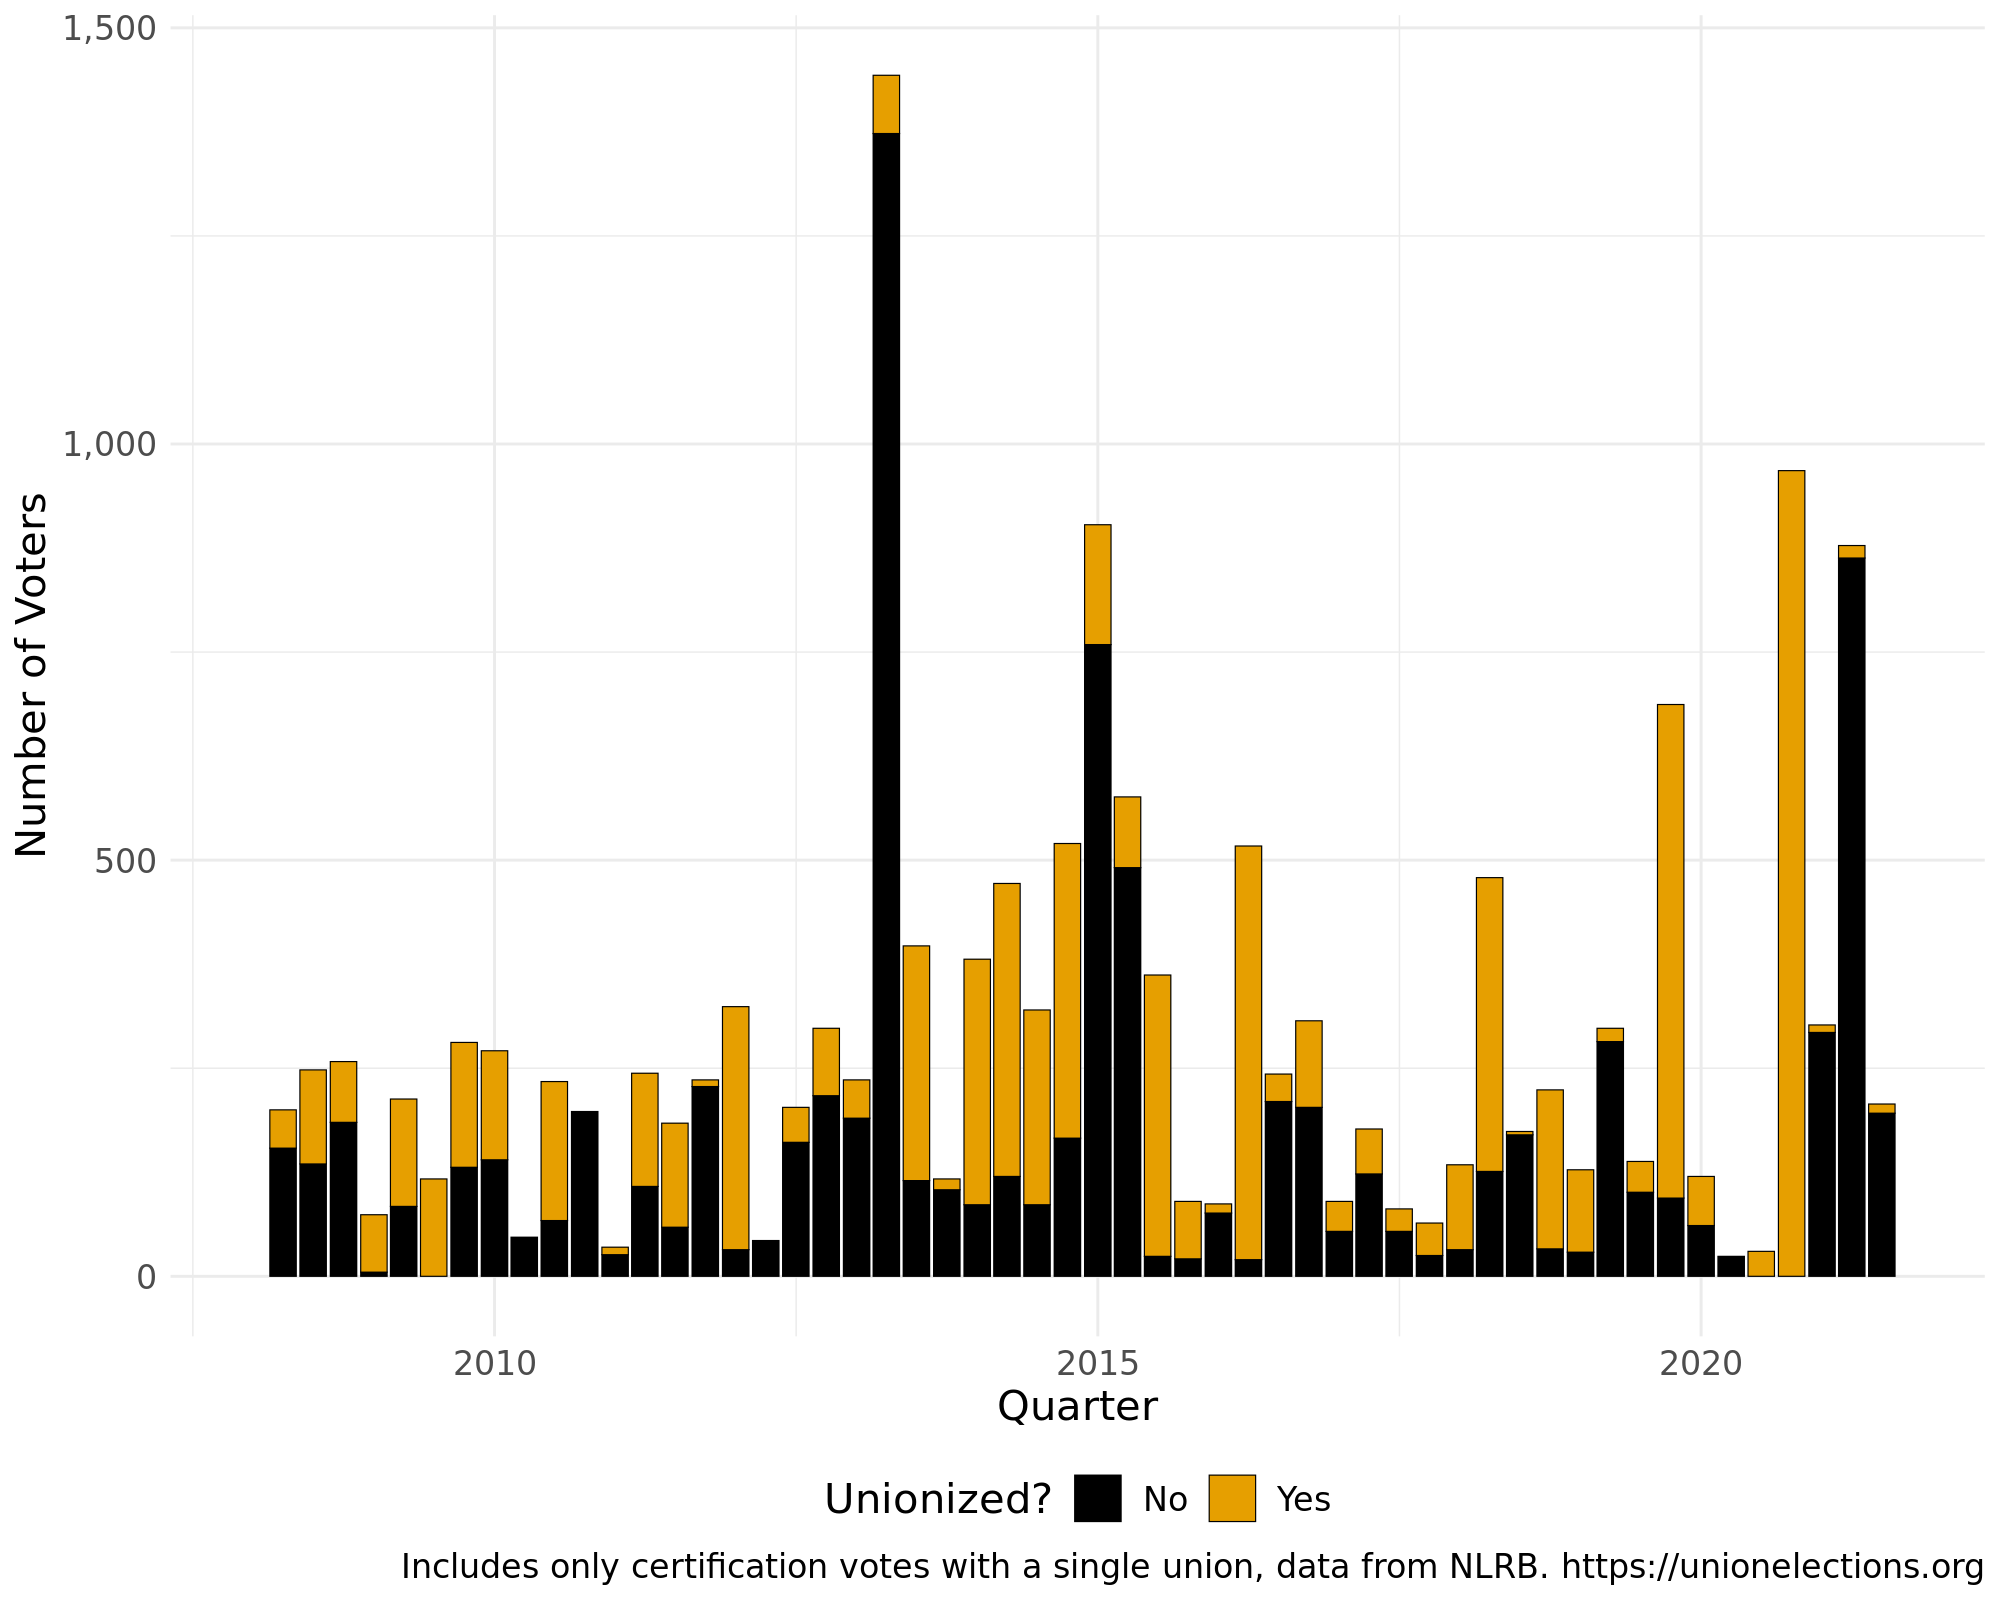 1,500
1,000
500
0
Number of Voters
2010 2015 2020
Quarter
Unionized? No Yes
Includes only certification votes with a single union, data from NLRB. https://unionelections.org